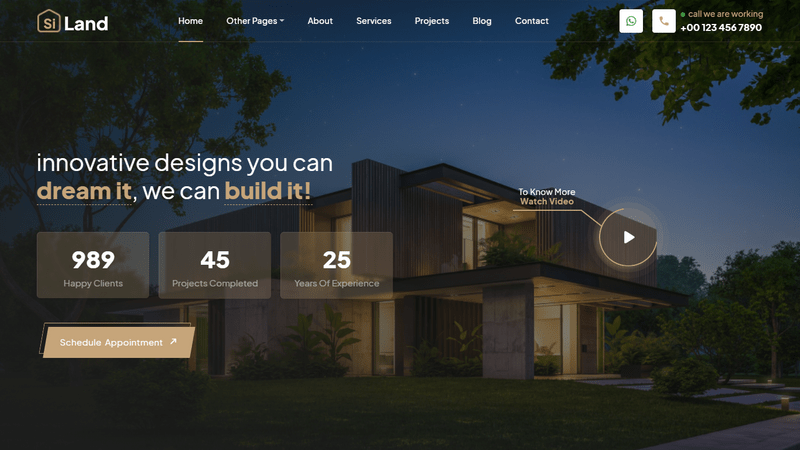 Si Land
Home
Other Pages
About
Services
Projects
Blog
Contact
call we are working
+00 123 456 7890
innovative designs you can
dream it, we can build it!
To Know More
Watch Video
989
Happy Clients
45
Projects Completed
25
Years Of Experience
Schedule Appointment